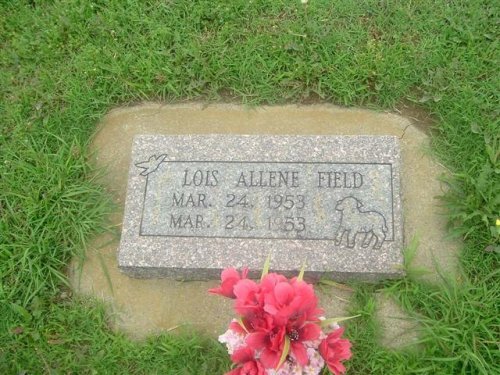 LOIS ALLENE FIELD
MAR. 24. 1953
MAR. 24. 1953